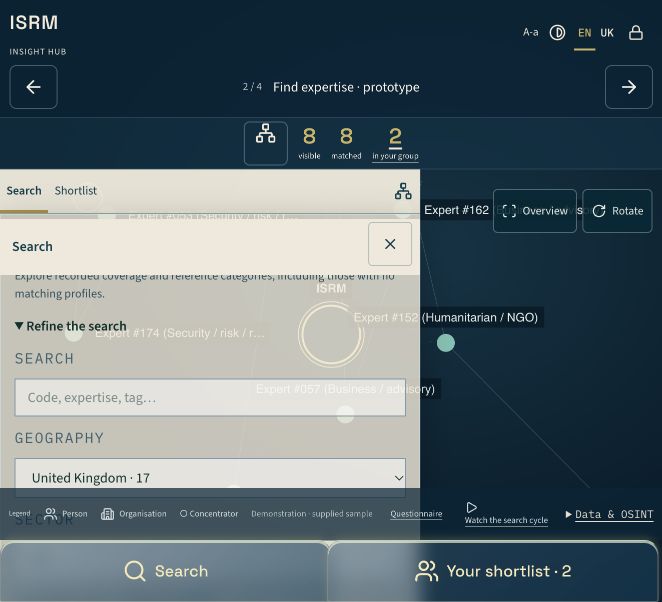 ISRM
INSIGHT HUB
A-a
EN UK
2 / 4 Find expertise · prototype
8 8 2
visible matched in your group
Search Shortlist
Expert #162
Overview
Rotate
Search
Explore recorded coverage and reference categories, including those with no
matching profiles.
ISRM
Expert #152 (Humanitarian / NGO)
▼ Refine the search
Expert #174 (Security / risk / r…
SEARCH
Expert #057 (Business / advisory)
Code, expertise, tag…
GEOGRAPHY
United Kingdom · 17
Legend Person Organisation Concentrator Demonstration · supplied sample Questionnaire
Watch the search cycle
Data & OSINT
SECTOR
Search
Your shortlist · 2